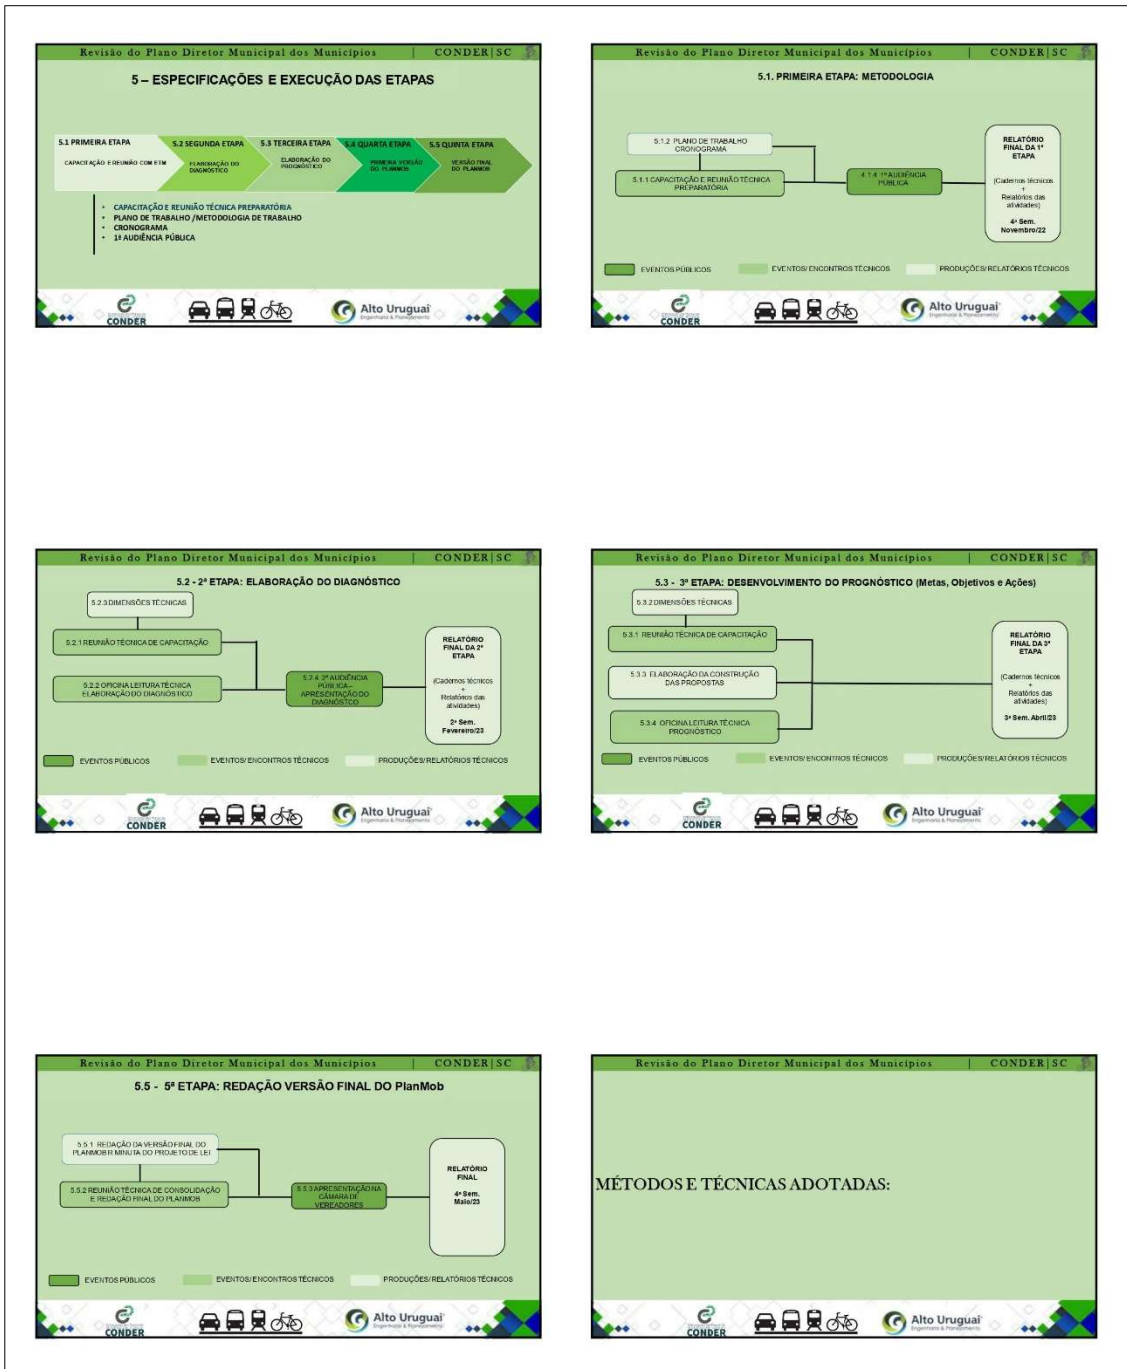 Revisão do Plano Diretor Municipal dos Municípios | CONDER|SC
5 – ESPECIFICAÇÕES E EXECUÇÃO DAS ETAPAS
5.1 PRIMEIRA ETAPA
CAPACITAÇÃO E REUNIÃO COM ETM
5.2 SEGUNDA ETAPA
ELABORAÇÃO DO
DIAGNÓSTICO
5.3 TERCEIRA ETAPA
ELABORAÇÃO DO
PROGNÓSTICO
5.4 QUARTA ETAPA
PRIMEIRA VERSÃO
DO PLANMOB
5.5 QUINTA ETAPA
VERSÃO FINAL
DO PLANMOB
• CAPACITAÇÃO E REUNIÃO TÉCNICA PREPARATÓRIA
• PLANO DE TRABALHO /METODOLOGIA DE TRABALHO
• CRONOGRAMA
• 1ª AUDIÊNCIA PÚBLICA
CONDER
Alto Uruguai
Engenharia & Planejamento
Revisão do Plano Diretor Municipal dos Municípios | CONDER|SC
5.1. PRIMEIRA ETAPA: METODOLOGIA
5.1.2 PLANO DE TRABALHO
CRONOGRAMA
5.1.1 CAPACITAÇÃO E REUNIÃO TÉCNICA
PREPARATÓRIA
4.1.4 1ª AUDIÊNCIA
PÚBLICA
RELATÓRIO
FINAL DA 1ª
ETAPA
(Cadernos técnicos
+
Relatórios das
atividades)
4ª Sem.
Novembro/22
EVENTOS PÚBLICOS
EVENTOS/ ENCONTROS TÉCNICOS
PRODUÇÕES/RELATÓRIOS TÉCNICOS
CONDER
Alto Uruguai
Engenharia & Planejamento
Revisão do Plano Diretor Municipal dos Municípios | CONDER|SC
5.2 - 2ª ETAPA: ELABORAÇÃO DO DIAGNÓSTICO
5.2.3 DIMENSÕES TÉCNICAS
5.2.1 REUNIÃO TÉCNICA DE CAPACITAÇÃO
5.2.2 OFICINA LEITURA TÉCNICA
ELABORAÇÃO DO DIAGNÓSTICO
5.2.4 2ª AUDIÊNCIA
PÚBLICA –
APRESENTAÇÃO DO
DIAGNÓSTCO
RELATÓRIO
FINAL DA 2ª
ETAPA
(Cadernos técnicos
+
Relatórios das
atividades)
2ª Sem.
Fevereiro/23
EVENTOS PÚBLICOS
EVENTOS/ ENCONTROS TÉCNICOS
PRODUÇÕES/RELATÓRIOS TÉCNICOS
CONDER
Alto Uruguai
Engenharia & Planejamento
Revisão do Plano Diretor Municipal dos Municípios | CONDER|SC
5.3 - 3ª ETAPA: DESENVOLVIMENTO DO PROGNÓSTICO (Metas, Objetivos e Ações)
5.3.2 DIMENSÕES TÉCNICAS
5.3.1 REUNIÃO TÉCNICA DE CAPACITAÇÃO
5.3.3 ELABORAÇÃO DA CONSTRUÇÃO
DAS PROPOSTAS
5.3.4 OFICINA LEITURA TÉCNICA
PROGNÓSTICO
RELATÓRIO
FINAL DA 3ª
ETAPA
(Cadernos técnicos
+
Relatórios das
atividades)
3ª Sem. Abril/23
EVENTOS PÚBLICOS
EVENTOS/ ENCONTROS TÉCNICOS
PRODUÇÕES/RELATÓRIOS TÉCNICOS
CONDER
Alto Uruguai
Engenharia & Planejamento
Revisão do Plano Diretor Municipal dos Municípios | CONDER|SC
5.5 - 5ª ETAPA: REDAÇÃO VERSÃO FINAL DO PlanMob
5.5.1 REDAÇÃO DA VERSÃO FINAL DO
PLANMOB R MINUTA DO PROJETO DE LEI
5.5.2 REUNIÃO TÉCNICA DE CONSOLIDAÇÃO
E REDAÇÃO FINAL DO PLANMOB
5.5.3 APRESENTAÇÃO NA
CÂMARA DE
VEREADORES
RELATÓRIO
FINAL
4ª Sem.
Maio/23
EVENTOS PÚBLICOS
EVENTOS/ ENCONTROS TÉCNICOS
PRODUÇÕES/RELATÓRIOS TÉCNICOS
CONDER
Alto Uruguai
Engenharia & Planejamento
Revisão do Plano Diretor Municipal dos Municípios | CONDER|SC
MÉTODOS E TÉCNICAS ADOTADAS:
CONDER
Alto Uruguai
Engenharia & Planejamento